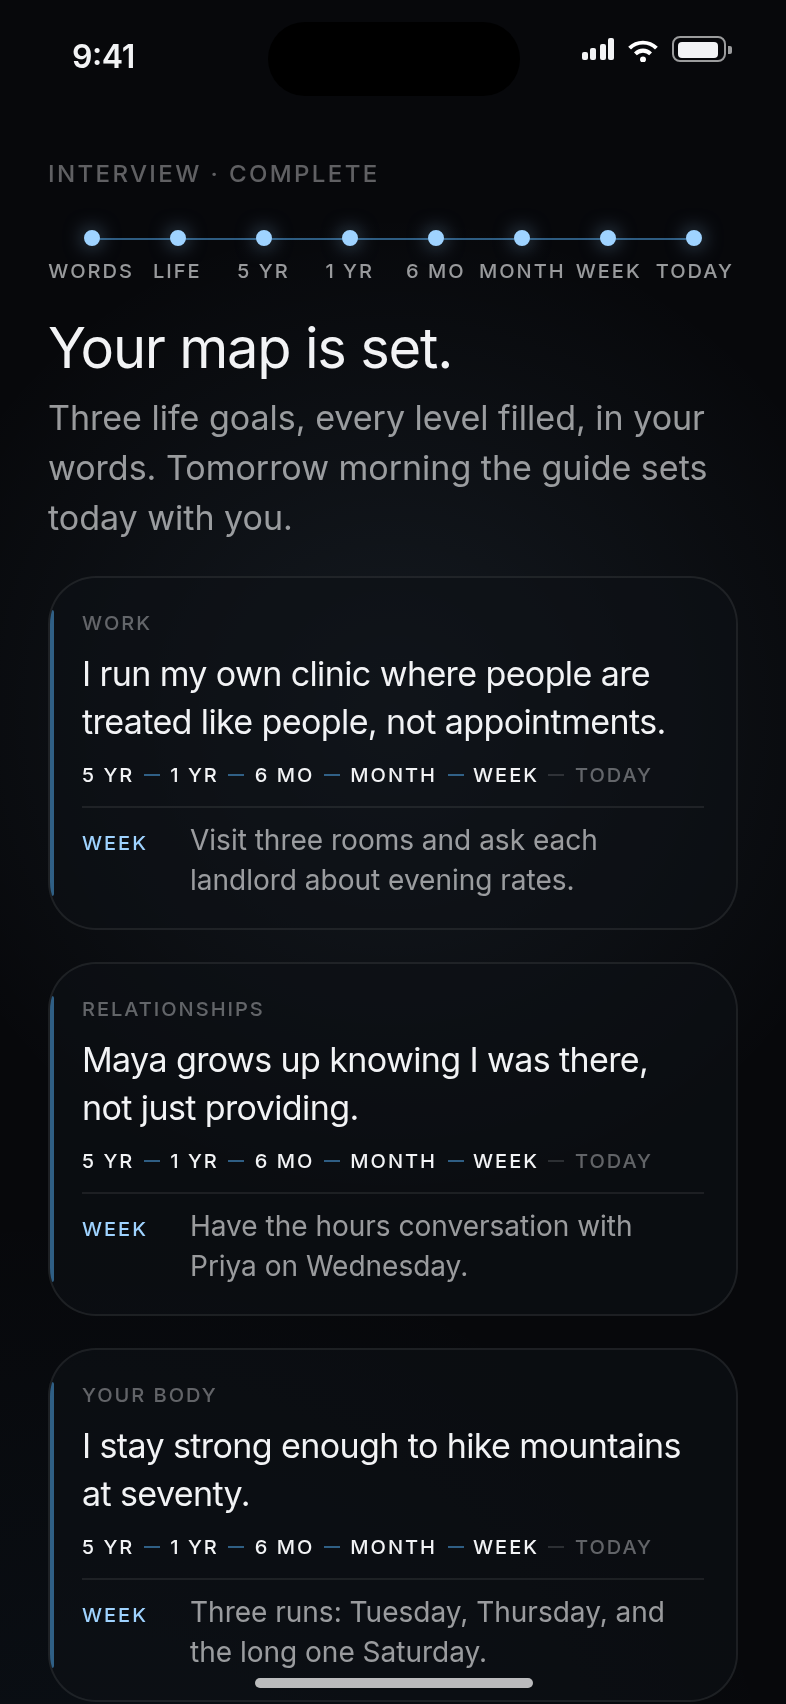 9:41
INTERVIEW · COMPLETE
WORDS LIFE 5 YR 1 YR 6 MO MONTH WEEK TODAY
Your map is set.
Three life goals, every level filled, in your
words. Tomorrow morning the guide sets
today with you.
WORK
I run my own clinic where people are
treated like people, not appointments.
5 YR — 1 YR — 6 MO — MONTH — WEEK — TODAY
WEEK Visit three rooms and ask each
landlord about evening rates.
RELATIONSHIPS
Maya grows up knowing I was there,
not just providing.
5 YR — 1 YR — 6 MO — MONTH — WEEK — TODAY
WEEK Have the hours conversation with
Priya on Wednesday.
YOUR BODY
I stay strong enough to hike mountains
at seventy.
5 YR — 1 YR — 6 MO — MONTH — WEEK — TODAY
WEEK Three runs: Tuesday, Thursday, and
the long one Saturday.